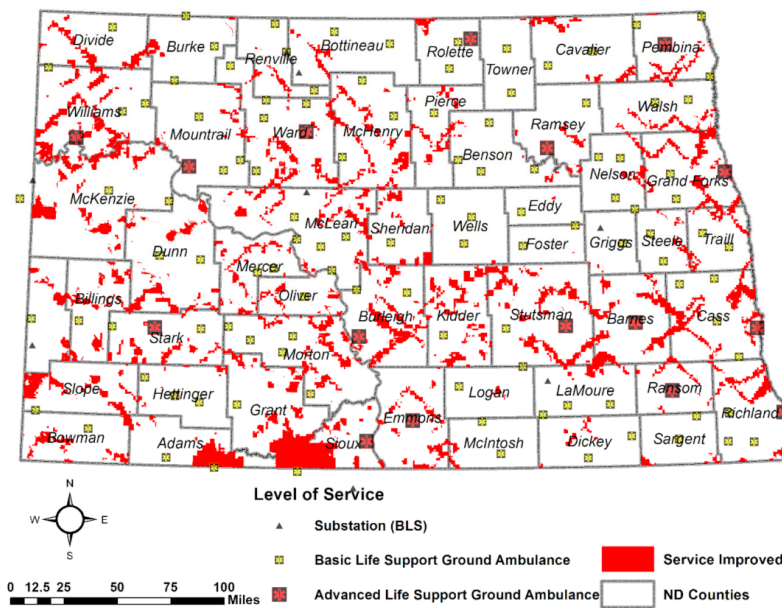 Divide
Burke
Renville
Bottineau
Rolette
Towner
Cavalier
Pembina
Williams
Mountrail
Ward
McHenry
Pierce
Benson
Ramsey
Walsh
McKenzie
McLean
Sheridan
Wells
Eddy
Foster
Nelson
Grand Forks
Griggs
Steele
Traill
Dunn
Mercer
Oliver
Billings
Stark
Morton
Burleigh
Kidder
Stutsman
Barnes
Cass
Slope
Hettinger
Grant
Logan
LaMoure
Ransom
Richland
Bowman
Adams
Sioux
Emmons
McIntosh
Dickey
Sargent
N
W
E
S
Level of Service
Substation (BLS)
Basic Life Support Ground Ambulance
Service Improved
Advanced Life Support Ground Ambulance
ND Counties
0 12.5 25 50 75 100
Miles